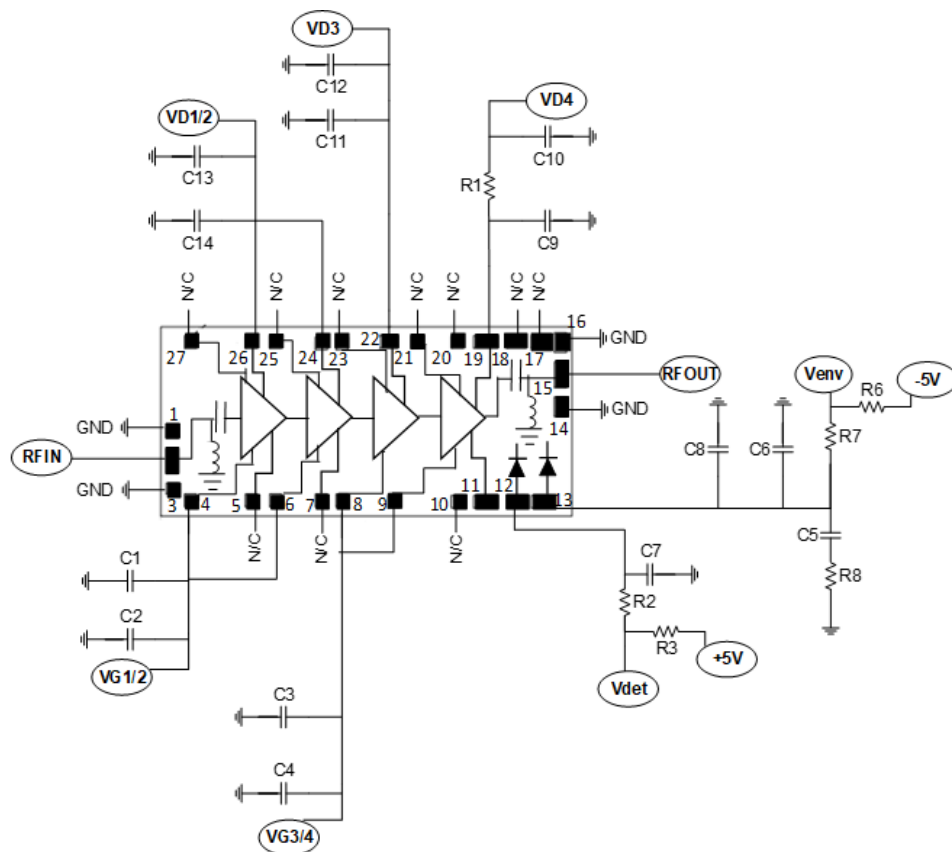 VD3
C12
VD4
VD1/2
C11
C10
C13
R1
C14
C9
N/C
N/C
N/C
N/C
N/C
N/C
N/C
16
GND
27
26
25
24
23
22
21
20
19
18
17
15
RFOUT
Venv
-5V
R6
1
GND
14
GND
R7
RFIN
C8
C6
GND
3
4
5
6
7
8
9
10
11
12
13
N/C
N/C
N/C
C5
C1
C7
R8
R2
C2
R3
+5V
VG1/2
Vdet
C3
C4
VG3/4